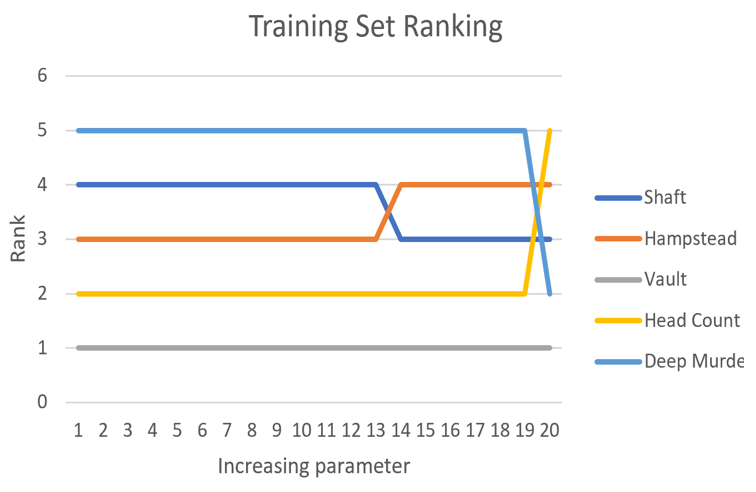 Training Set Ranking
6
5
4
3
2
1
0
Rank
1 2 3 4 5 6 7 8 9 10 11 12 13 14 15 16 17 18 19 20
Increasing parameter
Shaft
Hampstead
Vault
Head Count
Deep Murde